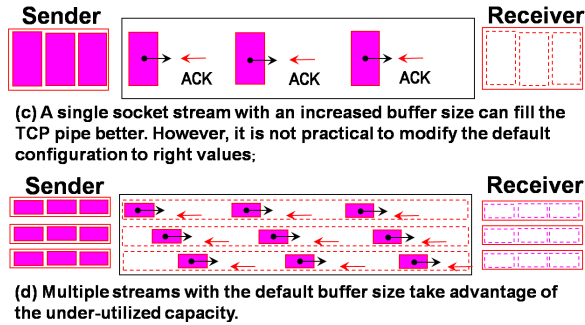 Sender
Receiver
ACK
ACK
ACK
(c) A single socket stream with an increased buffer size can fill the
TCP pipe better. However, it is not practical to modify the default
configuration to right values;
Sender
Receiver
(d) Multiple streams with the default buffer size take advantage of
the under-utilized capacity.